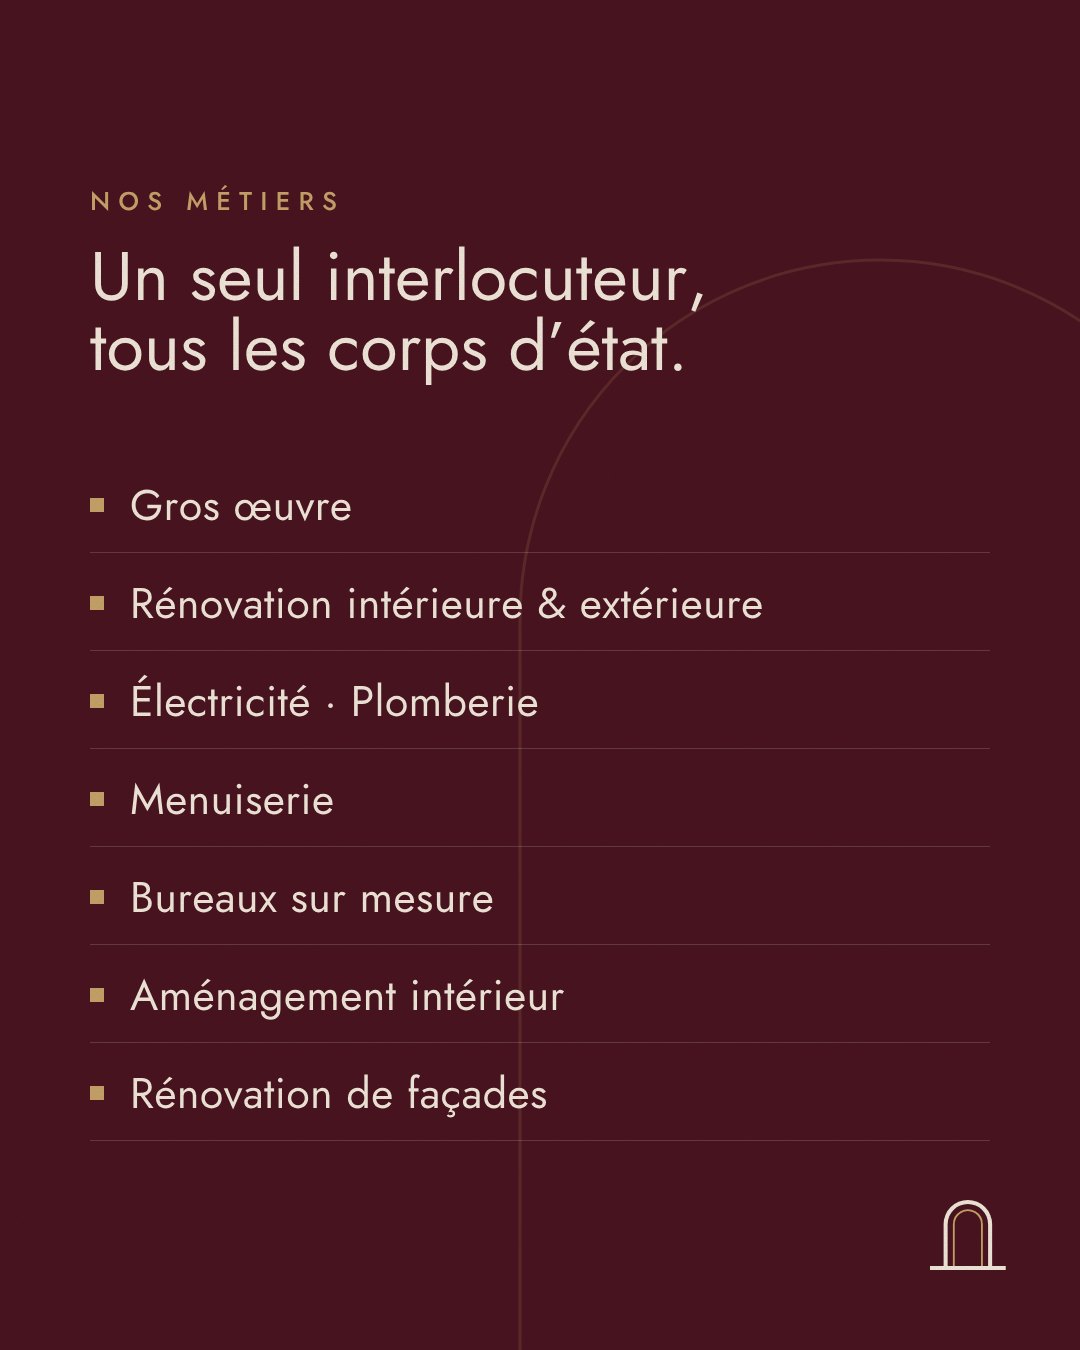 NOS MÉTIERS
Un seul interlocuteur,
tous les corps d’état.
Gros œuvre
Rénovation intérieure & extérieure
Électricité · Plomberie
Menuiserie
Bureaux sur mesure
Aménagement intérieur
Rénovation de façades